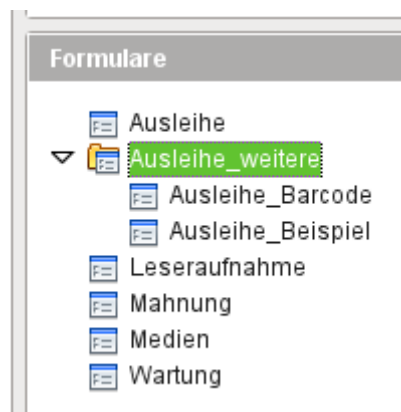 Formulare
Ausleihe
Ausleihe_weitere
Ausleihe_Barcode
Ausleihe_Beispiel
Leseraufnahme
Mahnung
Medien
Wartung